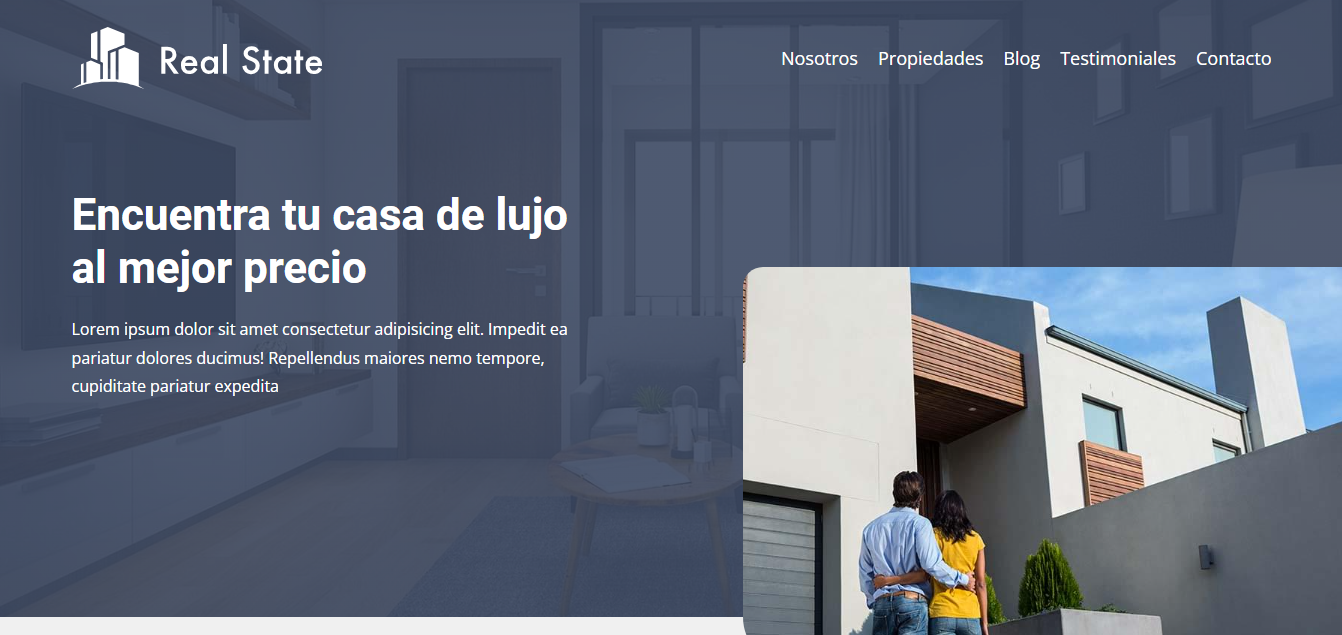 Real State
Nosotros Propiedades Blog Testimoniales Contacto
Encuentra tu casa de lujo
al mejor precio
Lorem ipsum dolor sit amet consectetur adipisicing elit. Impedit ea
pariatur dolores ducimus! Repellendus maiores nemo tempore,
cupiditate pariatur expedita